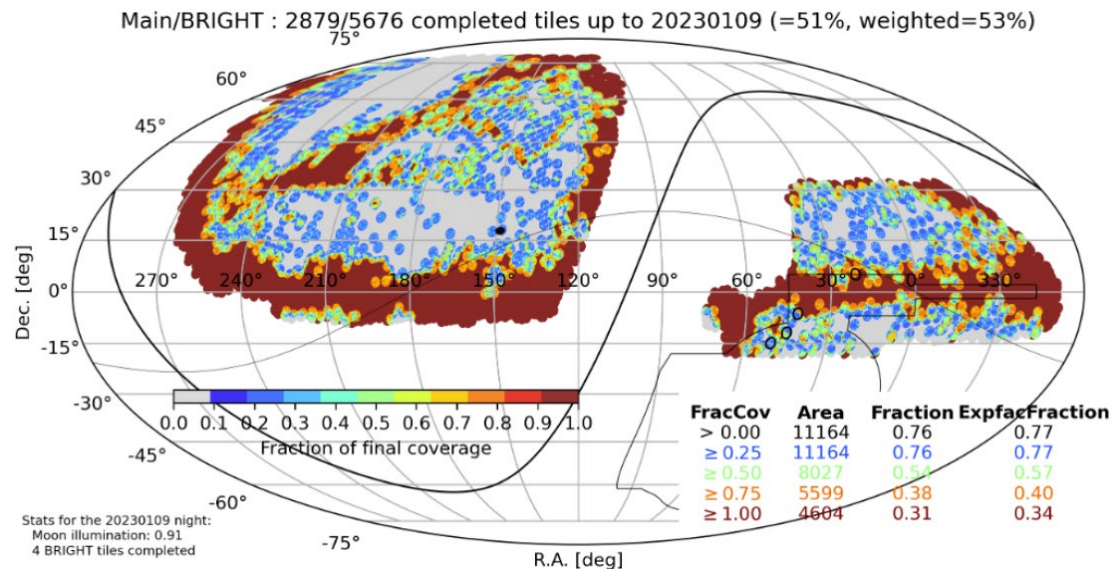 Main/BRIGHT : 2879/5676 completed tiles up to 20230109 (=51%, weighted=53%)
75°
60°
45°
30°
15°
0°
-15°
-30°
-45°
-60°
-75°
Dec. [deg]
270° 240° 210° 180° 150° 120° 90° 60° 30° 0° 330°
0.0 0.1 0.2 0.3 0.4 0.5 0.6 0.7 0.8 0.9 1.0
Fraction of final coverage
FracCov Area Fraction ExpfacFraction
> 0.00 11164 0.76 0.77
≥ 0.25 11164 0.76 0.77
≥ 0.50 8027 0.54 0.57
≥ 0.75 5599 0.38 0.40
≥ 1.00 4604 0.31 0.34
Stats for the 20230109 night:
Moon illumination: 0.91
4 BRIGHT tiles completed
R.A. [deg]